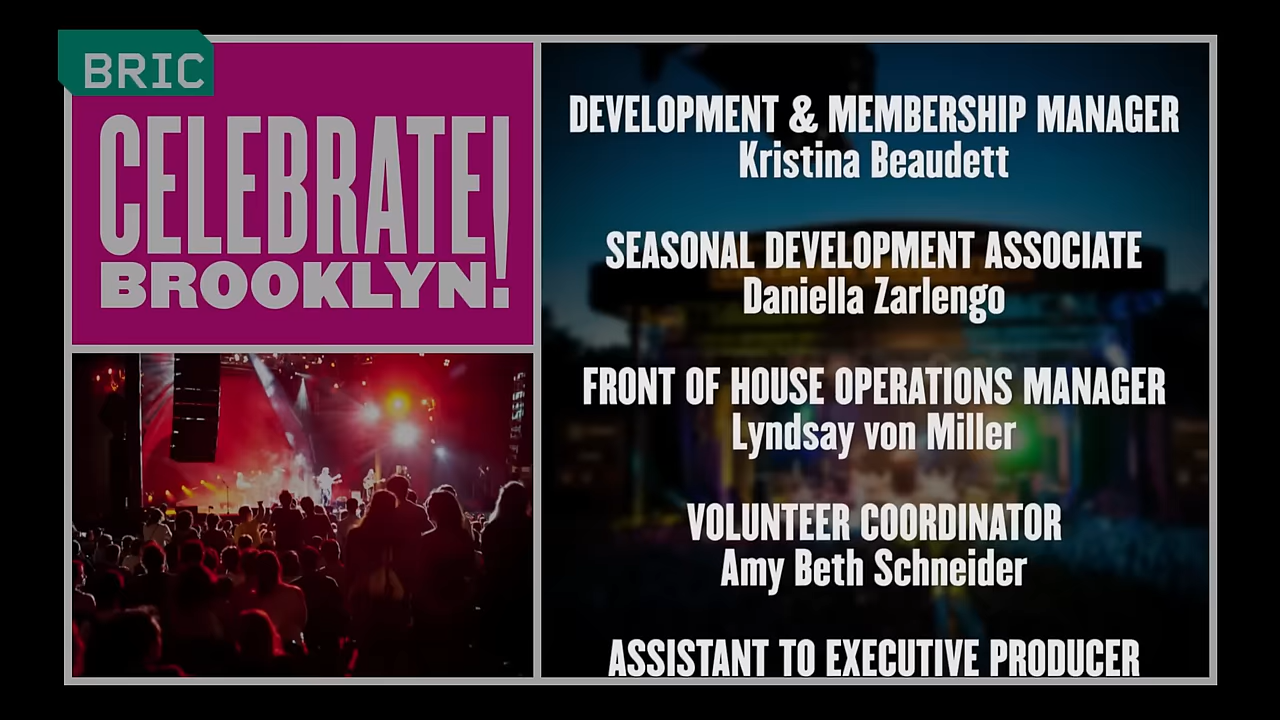 BRIC
CELEBRATE!
BROOKLYN!
DEVELOPMENT & MEMBERSHIP MANAGER
Kristina Beaudett
SEASONAL DEVELOPMENT ASSOCIATE
Daniella Zarlengo
FRONT OF HOUSE OPERATIONS MANAGER
Lyndsay von Miller
VOLUNTEER COORDINATOR
Amy Beth Schneider
ASSISTANT TO EXECUTIVE PRODUCER